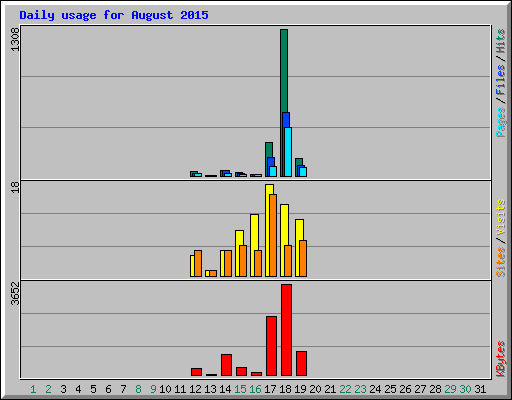 Daily usage for August 2015
1308
Pages / Files / Hits
18
Sites / Visits
3652
KBytes
1 2 3 4 5 6 7 8 9 10 11 12 13 14 15 16 17 18 19 20 21 22 23 24 25 26 27 28 29 30 31